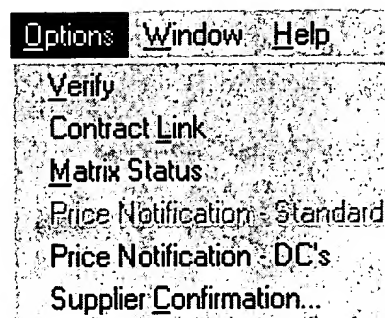 Options Window Help
Verify
Contract Link
Matrix Status
Price Notification - Standard
Price Notification - DC's
Supplier Confirmation...